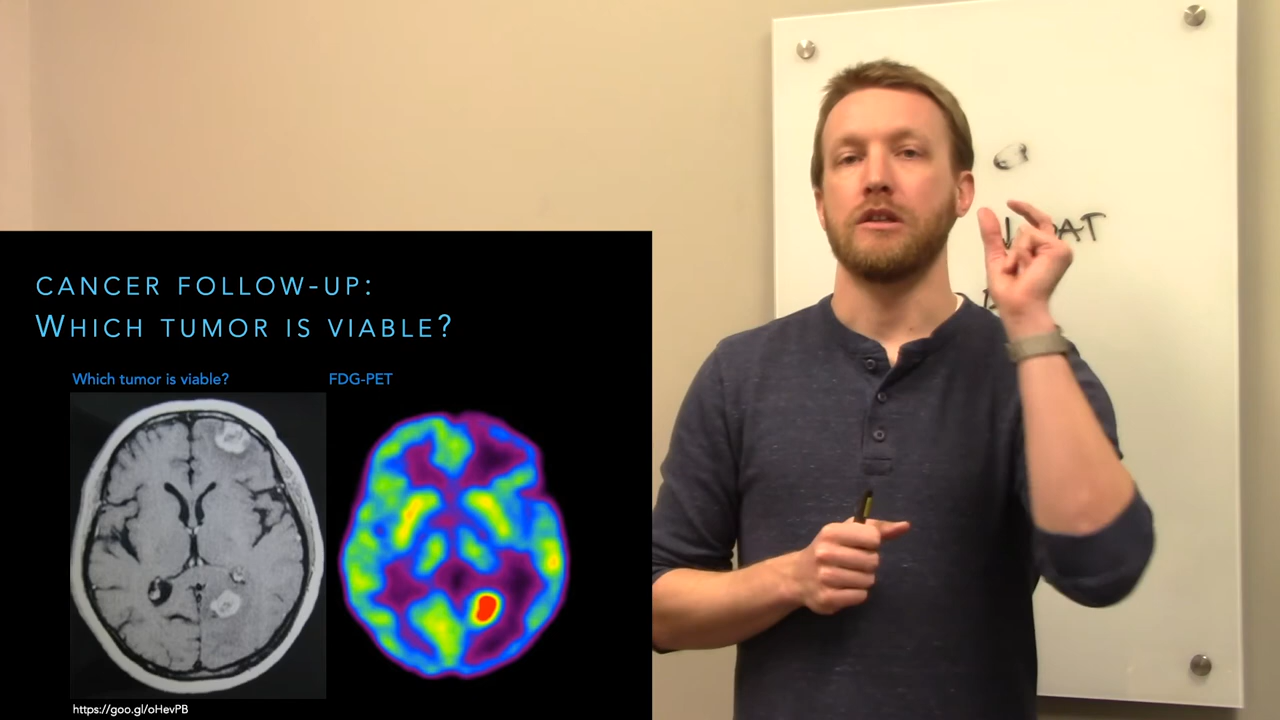 CANCER FOLLOW-UP:
WHICH TUMOR IS VIABLE?
Which tumor is viable?
FDG-PET
https://goo.gl/oHevPB